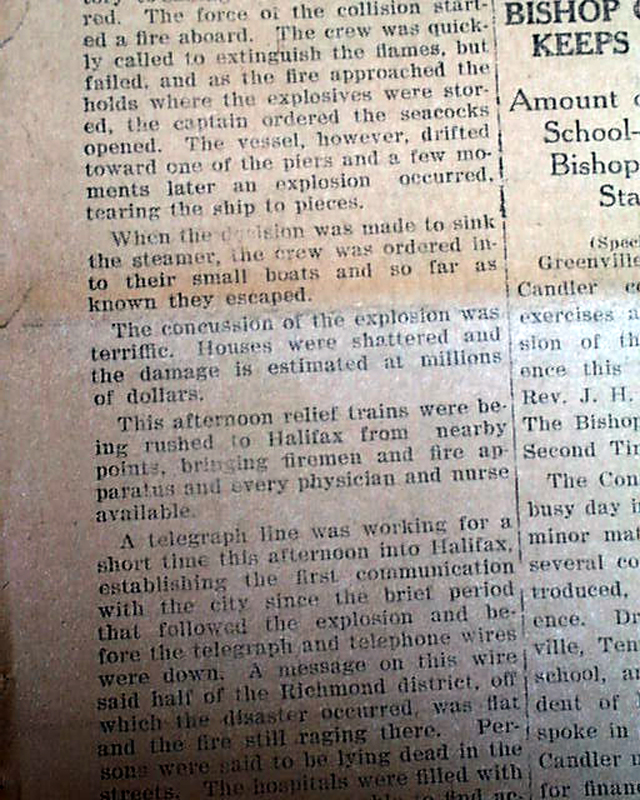 red. The force of the collision start-
ed a fire aboard. The crew was quick-
ly called to extinguish the flames, but
failed, and as the fire approached the
holds where the explosives were stor-
ed, the captain ordered the seacocks
opened. The vessel, however, drifted
toward one of the piers and a few mo-
ments later an explosion occurred,
tearing the ship to pieces.
When the decision was made to sink
the steamer, the crew was ordered in-
to their small boats and so far as
known they escaped.
The concussion of the explosion was
terriffic. Houses were shattered and
the damage is estimated at millions
of dollars.
This afternoon relief trains were be-
ing rushed to Halifax from nearby
points, bringing firemen and fire ap-
paratus and every physician and nurse
available.
A telegraph line was working for a
short time this afternoon into Halifax,
establishing the first communication
with the city since the brief period
that followed the explosion and be-
fore the telegraph and telephone wires
were down. A message on this wire
said half of the Richmond district, off
which the disaster occurred, was flat
and the fire still raging there. Per-
sons were said to be lying dead in the
streets. The hospitals were filled with
to find ac-
BISHOP
KEEPS
Amount
School-
Bishop
Sta
(Spec
Greenville
Candler
exercises a
sion of th
ence this
Rev. J. H.
The Bishop
Second Tir
The Con
busy day i
minor mat
several co
troduced,
ence. Dr
ville, Ten
school, a
dent of
spoke in
Candler
for finan